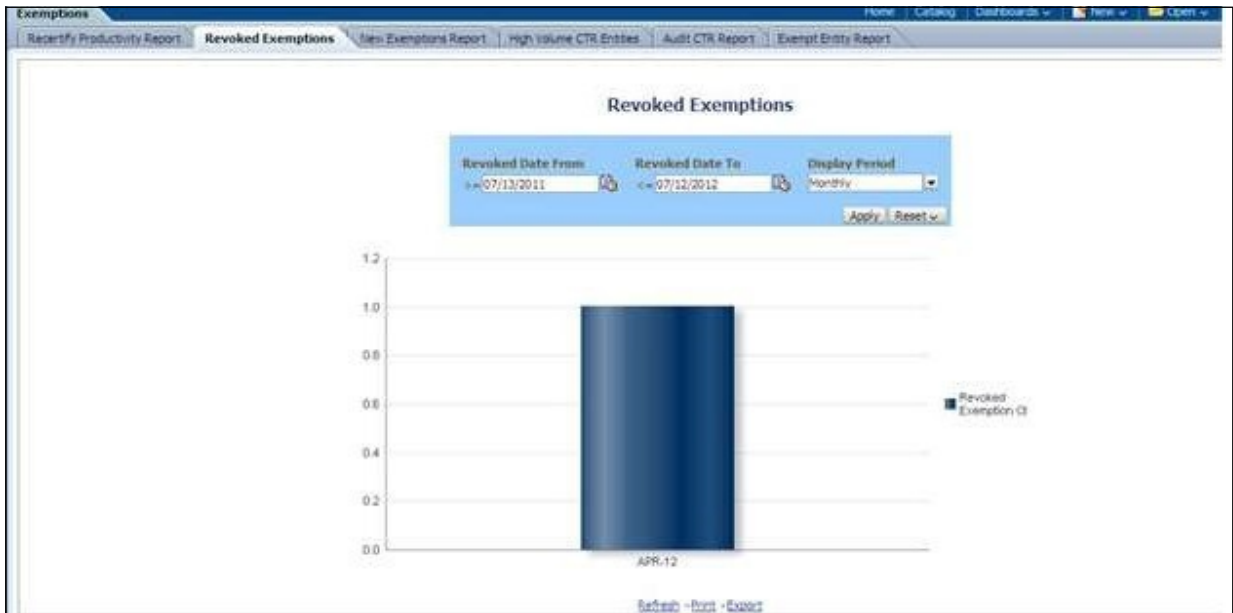 Exemptions
Home Catalog Dashboards New Open
Recertify Productivity Report Revoked Exemptions New Exemptions Report High Volume CTR Entities Audit CTR Report Exempt Entity Report
Revoked Exemptions
Revoked Date From Revoked Date To Display Period
>= 07/13/2011 <= 07/12/2012 Monthly
Apply Reset
1.2
1.0
0.8
0.6
0.4
0.2
0.0
APR-12
Revoked
Exemption Ct
Refresh - Print - Export